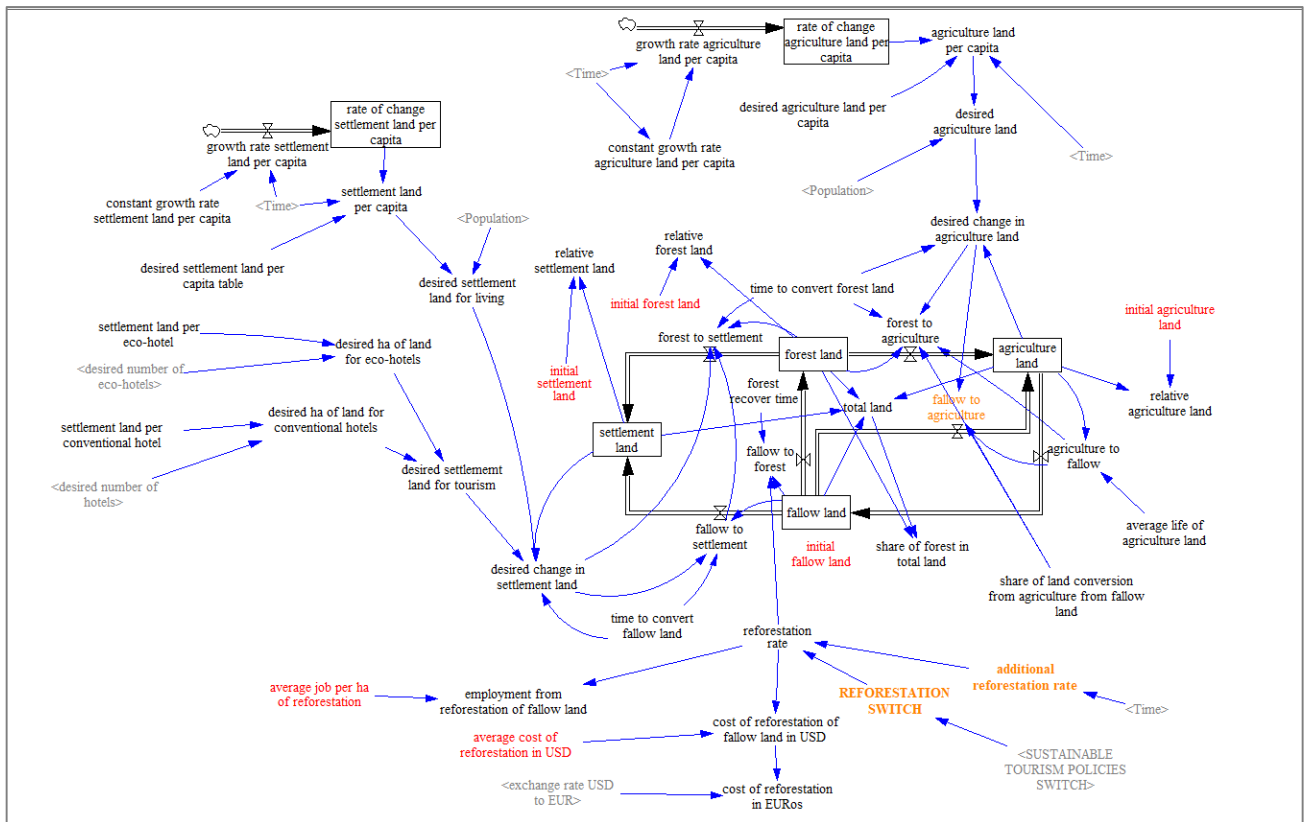 rate of change
agriculture land per
capita
growth rate agriculture
land per capita
agriculture land
per capita
<Time>
desired agriculture land per
capita
desired
agriculture land
constant growth rate
agriculture land per capita
<Time>
<Population>
rate of change
settlement land per
capita
growth rate settlement
land per capita
constant growth rate
settlement land per capita
<Time>
settlement land
per capita
<Population>
desired settlement land per
capita table
desired settlement
land for living
relative
settlement land
relative
forest land
desired change in
agriculture land
initial forest land
time to convert forest land
initial agriculture
land
settlement land per
eco-hotel
desired ha of land
for eco-hotels
<desired number of
eco-hotels>
forest to settlement
forest land
forest to
agriculture
agriculture
land
initial
settlement
land
forest
recover time
total land
fallow to
agriculture
relative
agriculture land
desired ha of land for
conventional hotels
settlement land per
conventional hotel
settlement
land
fallow to
forest
agriculture to
fallow
<desired number of
hotels>
desired settlement
land for tourism
fallow land
fallow to
settlement
initial
fallow land
share of forest in
total land
average life of
agriculture land
desired change in
settlement land
share of land conversion
from agriculture from fallow
land
time to convert
fallow land
reforestation
rate
average job per ha
of reforestation
employment from
reforestation of fallow land
REFORESTATION
SWITCH
additional
reforestation rate
<Time>
average cost of
reforestation in USD
cost of reforestation of
fallow land in USD
<SUSTAINABLE
TOURISM POLICIES
SWITCH>
<exchange rate USD
to EUR>
cost of reforestation
in EURos